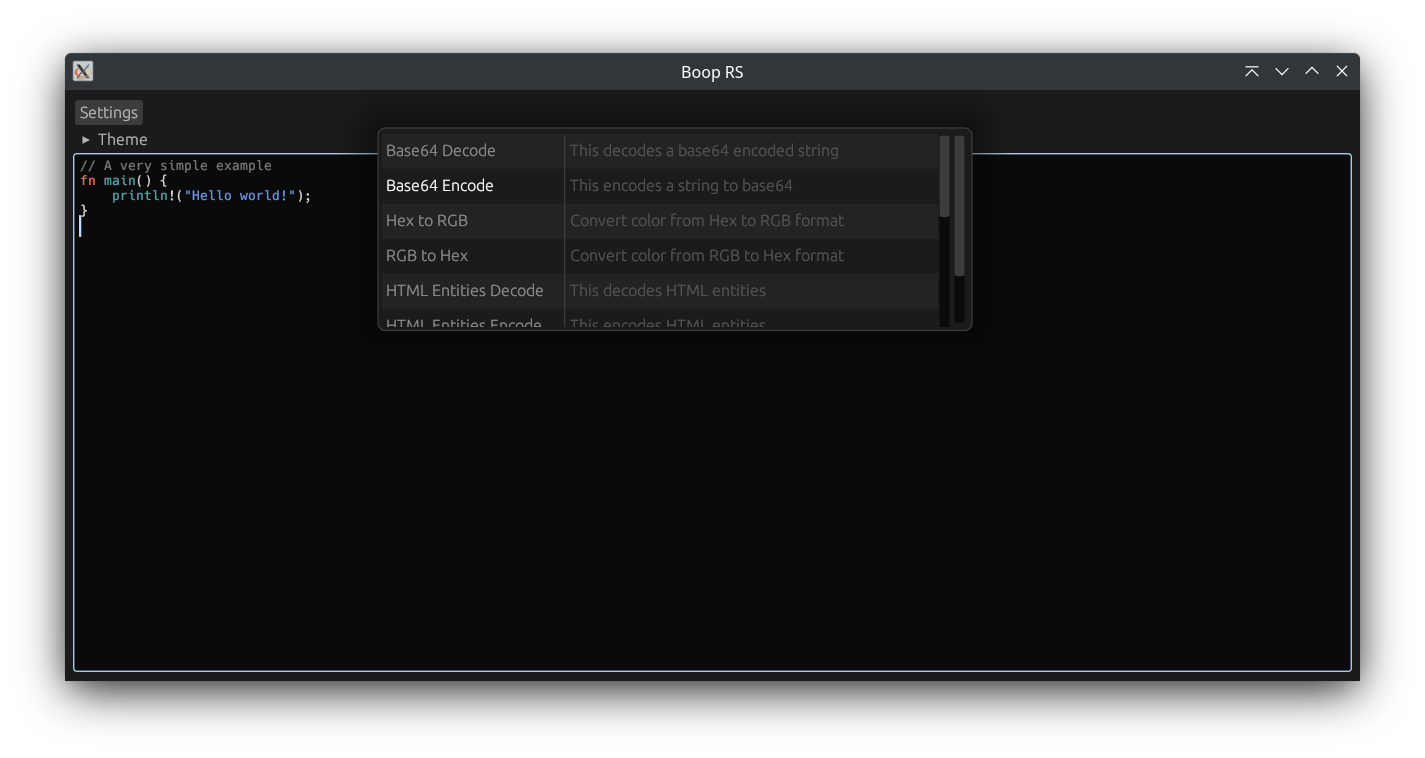 Boop RS
Settings
Theme
// A very simple example
fn main() {
    println!("Hello world!");
}
Base64 Decode This decodes a base64 encoded string
Base64 Encode This encodes a string to base64
Hex to RGB Convert color from Hex to RGB format
RGB to Hex Convert color from RGB to Hex format
HTML Entities Decode This decodes HTML entities
HTML Entities Encode This encodes HTML entities